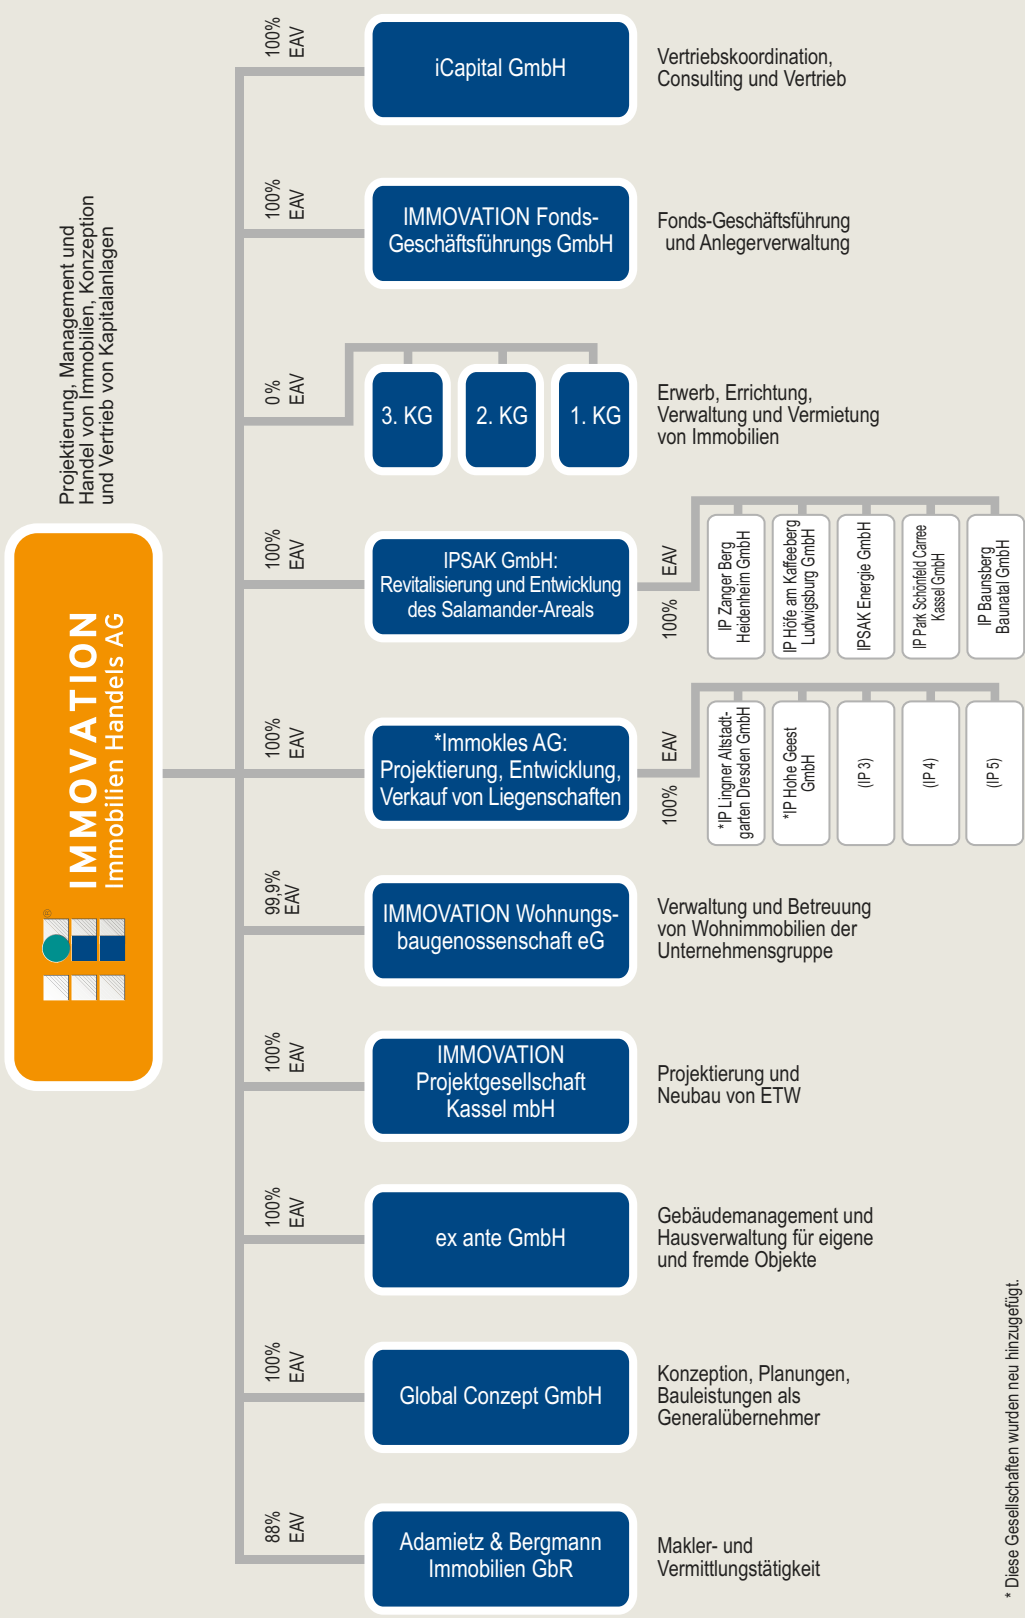 Projektierung, Management und
Handel von Immobilien, Konzeption
und Vertrieb von Kapitalanlagen
®
IMMOVATION
Immobilien Handels AG
100%
EAV
iCapital GmbH
Vertriebskoordination,
Consulting und Vertrieb
100%
EAV
IMMOVATION Fonds-
Geschäftsführungs GmbH
Fonds-Geschäftsführung
und Anlegerverwaltung
0%
EAV
3. KG
2. KG
1. KG
Erwerb, Errichtung,
Verwaltung und Vermietung
von Immobilien
100%
EAV
IPSAK GmbH:
Revitalisierung und Entwicklung
des Salamander-Areals
100%
EAV
IP Zanger Berg
Heidenheim GmbH
IP Höfe am Kaffeeberg
Ludwigsburg GmbH
IPSAK Energie GmbH
IP Park Schönfeld Carree
Kassel GmbH
IP Baunsberg
Baunatal GmbH
100%
EAV
*Immokles AG:
Projektierung, Entwicklung,
Verkauf von Liegenschaften
100%
EAV
*IP Lingner Altstadt-
garten Dresden GmbH
*IP Hohe Geest
GmbH
(IP 3)
(IP 4)
(IP 5)
99,9%
EAV
IMMOVATION Wohnungs-
baugenossenschaft eG
Verwaltung und Betreuung
von Wohnimmobilien der
Unternehmensgruppe
100%
EAV
IMMOVATION
Projektgesellschaft
Kassel mbH
Projektierung und
Neubau von ETW
100%
EAV
ex ante GmbH
Gebäudemanagement und
Hausverwaltung für eigene
und fremde Objekte
100%
EAV
Global Conzept GmbH
Konzeption, Planungen,
Bauleistungen als
Generalübernehmer
88%
EAV
Adamietz & Bergmann
Immobilien GbR
Makler- und
Vermittlungstätigkeit
* Diese Gesellschaften wurden neu hinzugefügt.